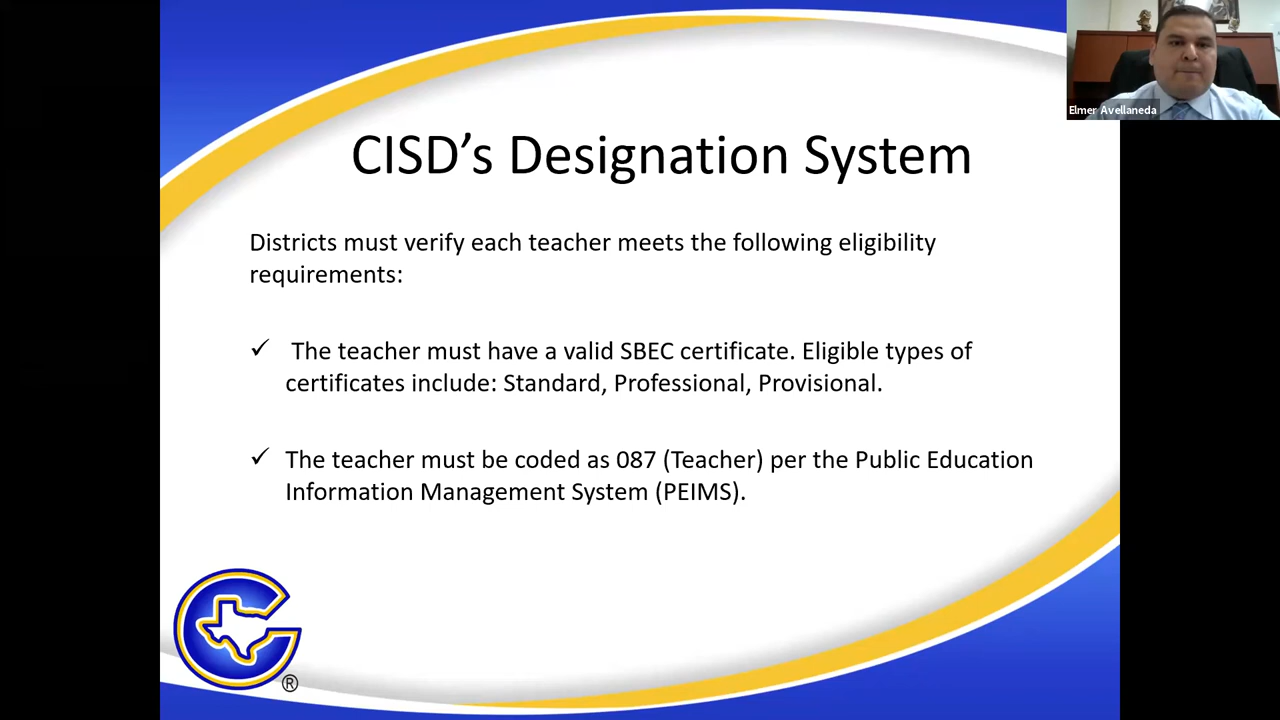 Elmer Avellaneda
CISD’s Designation System
Districts must verify each teacher meets the following eligibility
requirements:
✓ The teacher must have a valid SBEC certificate. Eligible types of
certificates include: Standard, Professional, Provisional.
✓ The teacher must be coded as 087 (Teacher) per the Public Education
Information Management System (PEIMS).
C
®